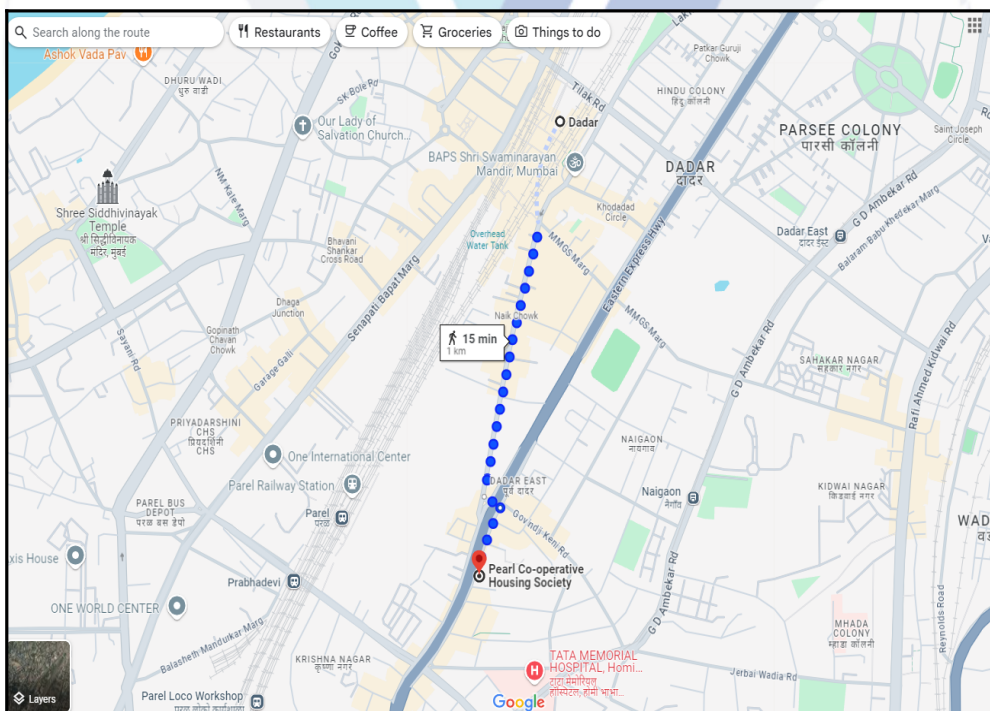 Search along the route
Restaurants
Coffee
Groceries
Things to do
Ashok Vada Pav
DHURU WADI
धुरु वाडी
SK Bole Rd
Our Lady of
Salvation Church...
Tilak Rd
Dadar
Patkar Guruji
Chowk
HINDU COLONY
हिंदू कॉलनी
PARSEE COLONY
पारसी कॉलनी
Saint Joseph
Circle
BAPS Shri Swaminarayan
Mandir, Mumbai
DADAR
दादर
NM Kale Marg
Shree Siddhivinayak
Temple
श्री सिद्धीविनायक
मंदिर, मुंबई
Khodadad
Circle
G D Ambekar Rd
Dadar East
दादर ईस्ट
Balaram Babu Khedekar Marg
Overhead
Water Tank
MMGS Marg
Eastern Express Hwy
Bhavani
Shankar
Cross Road
Senapati Bapat Marg
Dhaga
Junction
Naik Chowk
MMGS Marg
15 min
1 km
Gopinath
Chavan
Chowk
Sayani Rd
Garage Galli
G D Ambekar Rd
SAHAKAR NAGAR
सहकार नगर
Rafi Ahmed Kidwai Rd
PRIYADARSHINI
CHS
प्रियदर्शिनी
CHS
One International Center
NAIGAON
नायगाव
Parel Railway Station
DADAR EAST
पूर्व दादर
KIDWAI NAGAR
किडवाई नगर
PAREL BUS
DEPOT
परळ बस डेपो
Parel
परळ
Naigaon
नैगाँव
Govindji Keni Rd
WAD
xis House
Prabhadevi
Pearl Co-operative
Housing Society
ONE WORLD CENTER
G D Ambekar Rd
Reynolds Road
MHADA
COLONY
म्हाडा कॉलनी
Balasheth Mandurkar Marg
KRISHNA NAGAR
कृष्णा नगर
TATA MEMORIAL
HOSPITAL, Homi...
टाटा मेमोरियल
हॉस्पिटल, होमी भाभा...
Jerbai Wadia Rd
Layers
Parel Loco Workshop
Google